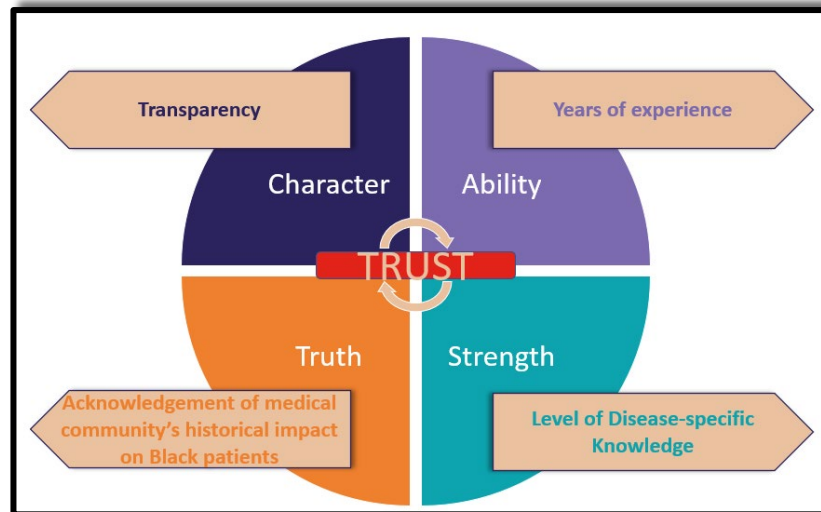 Transparency
Years of experience
Character
Ability
TRUST
Truth
Strength
Acknowledgement of medical
community's historical impact
on Black patients
Level of Disease-specific
Knowledge